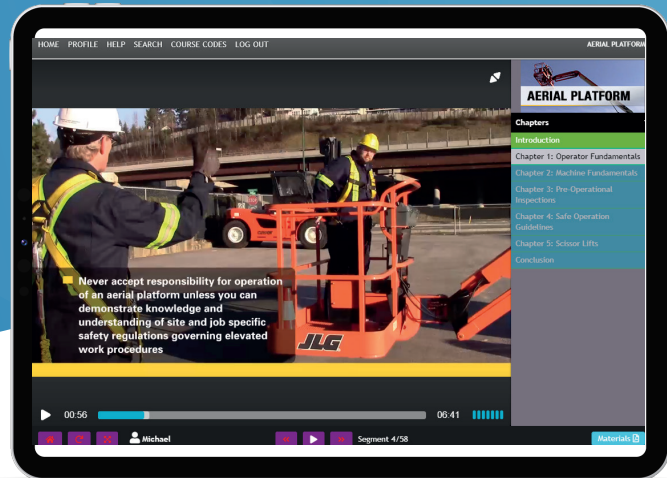 HOME PROFILE HELP SEARCH COURSE CODES LOG OUT
AERIAL PLATFORM
AERIAL PLATFORM
Chapters
Introduction
Chapter 1: Operator Fundamentals
Chapter 2: Machine Fundamentals
Chapter 3: Pre-Operational
Inspections
Chapter 4: Safe Operation
Guidelines
Chapter 5: Scissor Lifts
Conclusion
Never accept responsibility for operation
of an aerial platform unless you can
demonstrate knowledge and
understanding of site and job specific
safety regulations governing elevated
work procedures
JLG
00:56
06:41
Michael
Segment 4/58
Materials